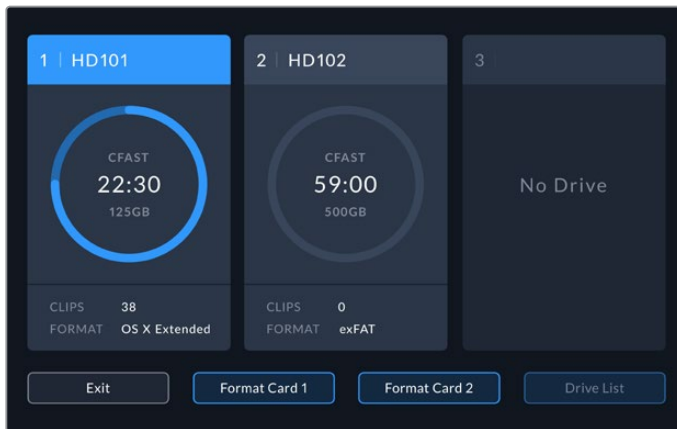 1 | HD101
CFAST
22:30
125GB
CLIPS 38
FORMAT OS X Extended
2 | HD102
CFAST
59:00
500GB
CLIPS 0
FORMAT exFAT
3
No Drive
Exit
Format Card 1
Format Card 2
Drive List